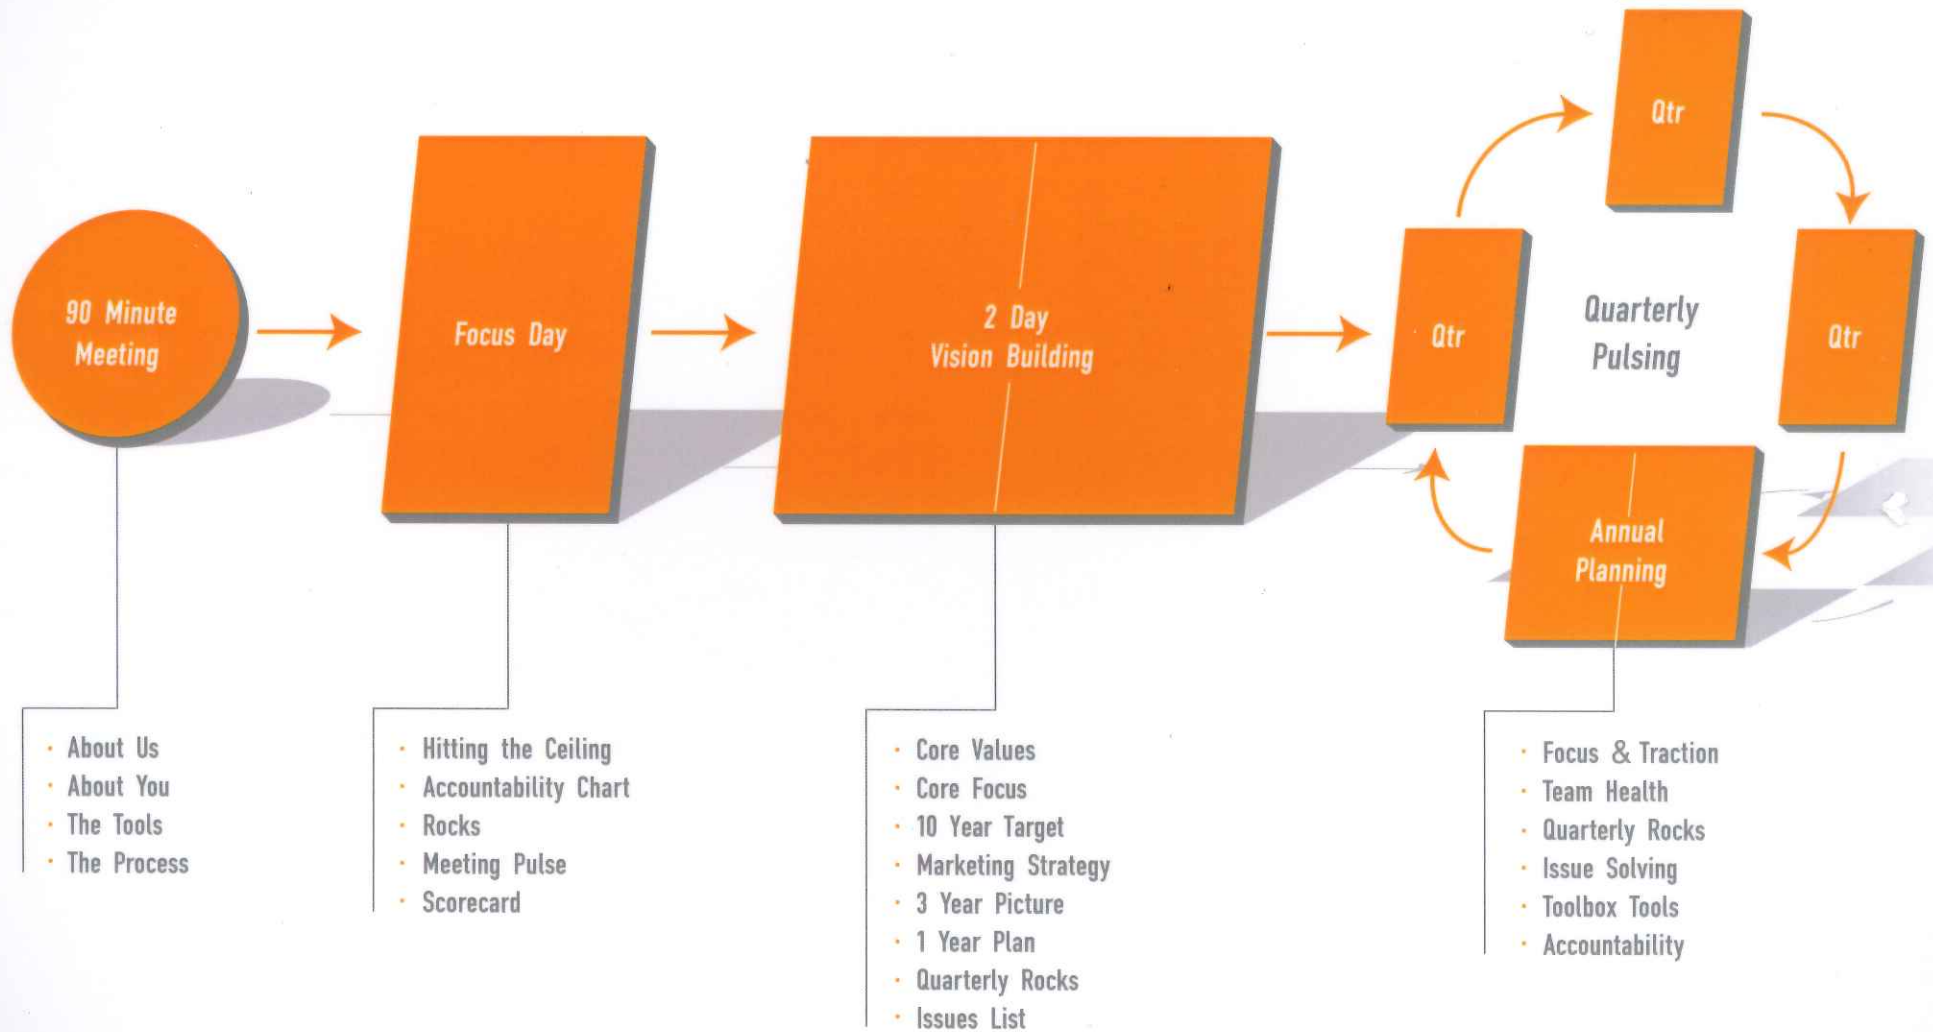 90 Minute
Meeting
Focus Day
2 Day
Vision Building
Qtr
Qtr
Qtr
Quarterly
Pulsing
Annual
Planning
· About Us
· About You
· The Tools
· The Process
· Hitting the Ceiling
· Accountability Chart
· Rocks
· Meeting Pulse
· Scorecard
· Core Values
· Core Focus
· 10 Year Target
· Marketing Strategy
· 3 Year Picture
· 1 Year Plan
· Quarterly Rocks
· Issues List
· Focus & Traction
· Team Health
· Quarterly Rocks
· Issue Solving
· Toolbox Tools
· Accountability